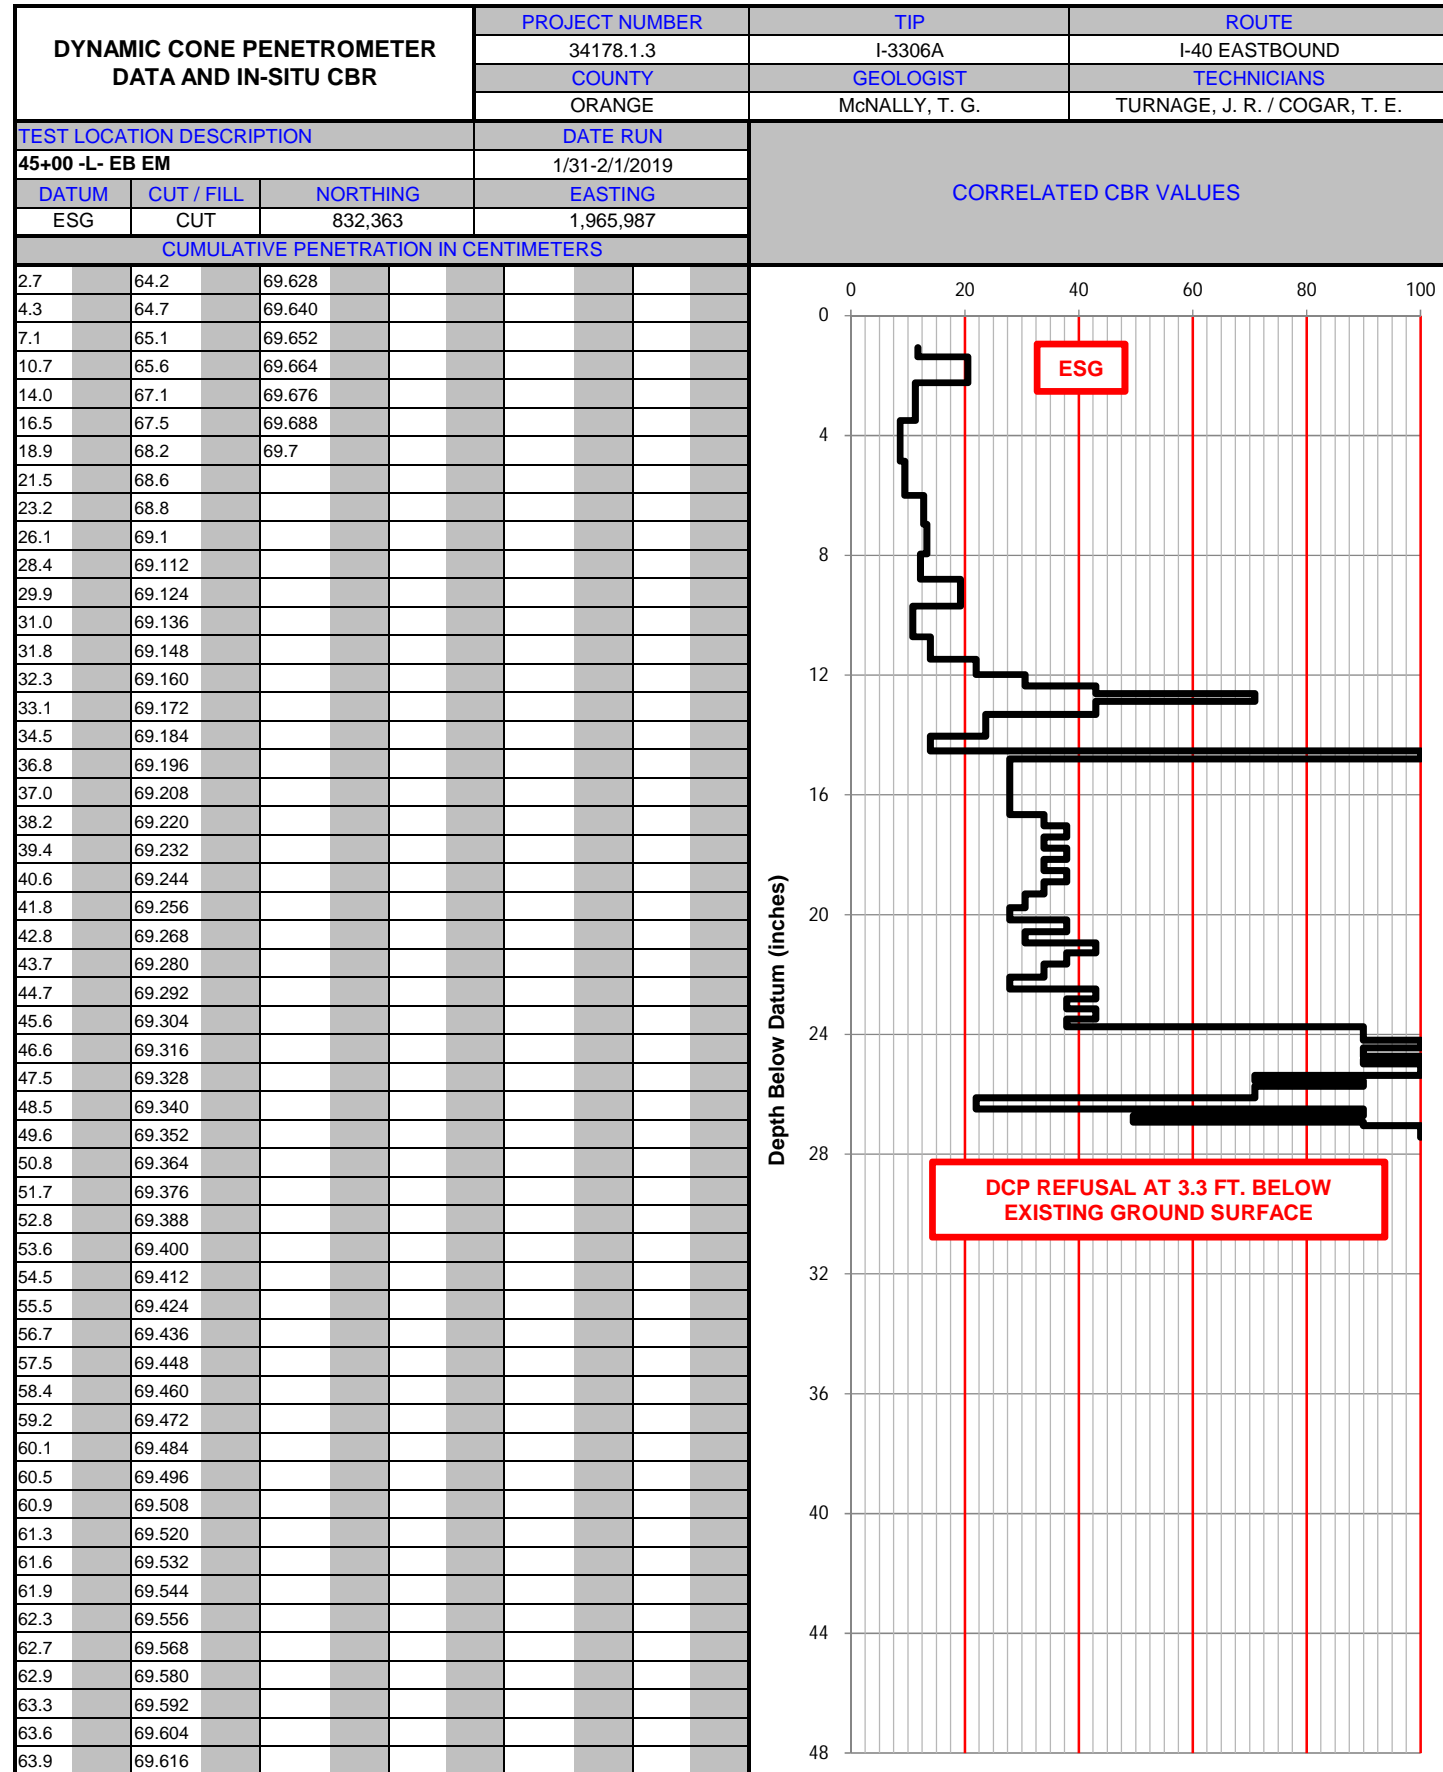 DYNAMIC CONE PENETROMETER
DATA AND IN-SITU CBR
PROJECT NUMBER TIP ROUTE
34178.1.3 I-3306A I-40 EASTBOUND
COUNTY GEOLOGIST TECHNICIANS
ORANGE McNALLY, T. G. TURNAGE, J. R. / COGAR, T. E.
TEST LOCATION DESCRIPTION DATE RUN
45+00 -L- EB EM 1/31-2/1/2019
DATUM CUT / FILL NORTHING EASTING
ESG CUT 832,363 1,965,987
CORRELATED CBR VALUES
CUMULATIVE PENETRATION IN CENTIMETERS
2.7 64.2 69.628
4.3 64.7 69.640
7.1 65.1 69.652
10.7 65.6 69.664
14.0 67.1 69.676
16.5 67.5 69.688
18.9 68.2 69.7
21.5 68.6
23.2 68.8
26.1 69.1
28.4 69.112
29.9 69.124
31.0 69.136
31.8 69.148
32.3 69.160
33.1 69.172
34.5 69.184
36.8 69.196
37.0 69.208
38.2 69.220
39.4 69.232
40.6 69.244
41.8 69.256
42.8 69.268
43.7 69.280
44.7 69.292
45.6 69.304
46.6 69.316
47.5 69.328
48.5 69.340
49.6 69.352
50.8 69.364
51.7 69.376
52.8 69.388
53.6 69.400
54.5 69.412
55.5 69.424
56.7 69.436
57.5 69.448
58.4 69.460
59.2 69.472
60.1 69.484
60.5 69.496
60.9 69.508
61.3 69.520
61.6 69.532
61.9 69.544
62.3 69.556
62.7 69.568
62.9 69.580
63.3 69.592
63.6 69.604
63.9 69.616
0 20 40 60 80 100
0
4
8
12
16
20
24
28
32
36
40
44
48
Depth Below Datum (inches)
ESG
DCP REFUSAL AT 3.3 FT. BELOW
EXISTING GROUND SURFACE